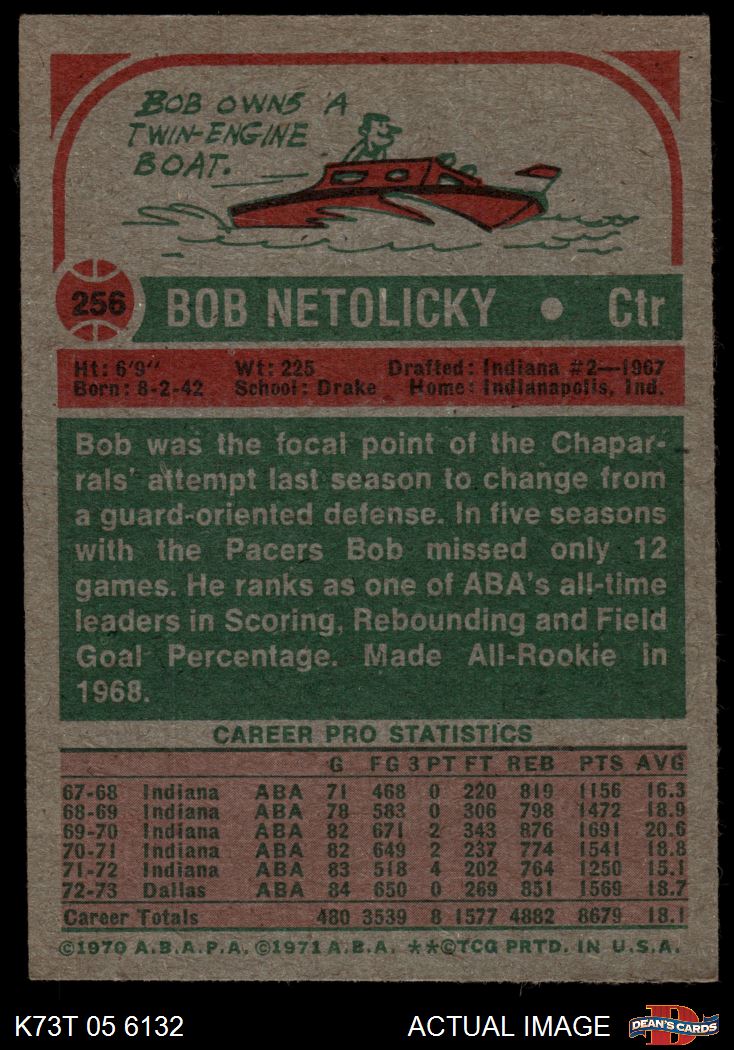 BOB OWNS A
TWIN-ENGINE
BOAT.
256 BOB NETOLICKY • Ctr
Ht: 6'9" Wt: 225 Drafted: Indiana #2—1967
Born: 8-2-42 School: Drake Home: Indianapolis, Ind.
Bob was the focal point of the Chapar-
rals' attempt last season to change from
a guard-oriented defense. In five seasons
with the Pacers Bob missed only 12
games. He ranks as one of ABA's all-time
leaders in Scoring, Rebounding and Field
Goal Percentage. Made All-Rookie in
1968.
CAREER PRO STATISTICS
G FG 3PT FT REB PTS AVG
67-68 Indiana ABA 71 468 0 220 819 1156 16.3
68-69 Indiana ABA 78 583 0 306 798 1472 18.9
69-70 Indiana ABA 82 671 2 343 876 1691 20.6
70-71 Indiana ABA 82 649 2 237 774 1541 18.8
71-72 Indiana ABA 83 518 4 202 764 1250 15.1
72-73 Dallas ABA 84 650 0 269 851 1569 18.7
Career Totals 480 3539 8 1577 4882 8679 18.1
©1970 A.B.A.P.A. ©1971 A.B.A. **©TCG PRTD. IN U.S.A.
K73T 05 6132 ACTUAL IMAGE DEAN'S CARDS